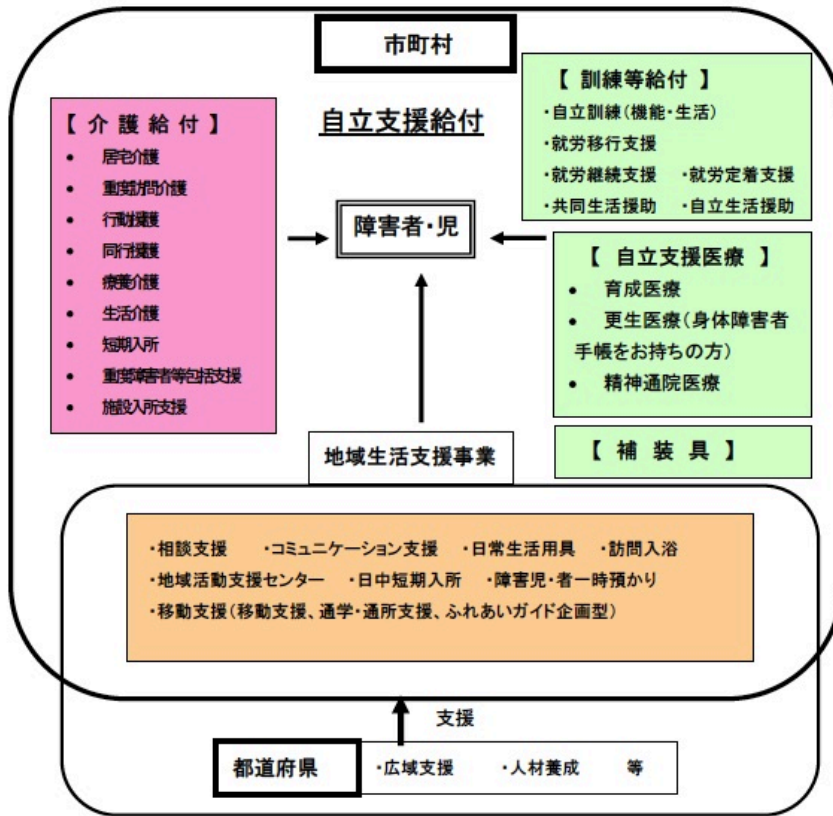 市町村
自立支援給付
【 介 護 給 付 】
● 居宅介護
● 重度訪問介護
● 行動援護
● 同行援護
● 療養介護
● 生活介護
● 短期入所
● 重度障害者等包括支援
● 施設入所支援
障害者・児
【 訓練等給付 】
・自立訓練(機能・生活)
・就労移行支援
・就労継続支援 ・就労定着支援
・共同生活援助 ・自立生活援助
【 自立支援医療 】
● 育成医療
● 更生医療(身体障害者
手帳をお持ちの方)
● 精神通院医療
【 補 装 具 】
地域生活支援事業
・相談支援 ・コミュニケーション支援 ・日常生活用具 ・訪問入浴
・地域活動支援センター ・日中短期入所 ・障害児・者一時預かり
・移動支援(移動支援、通学・通所支援、ふれあいガイド企画型)
支援
都道府県
・広域支援 ・人材養成 等